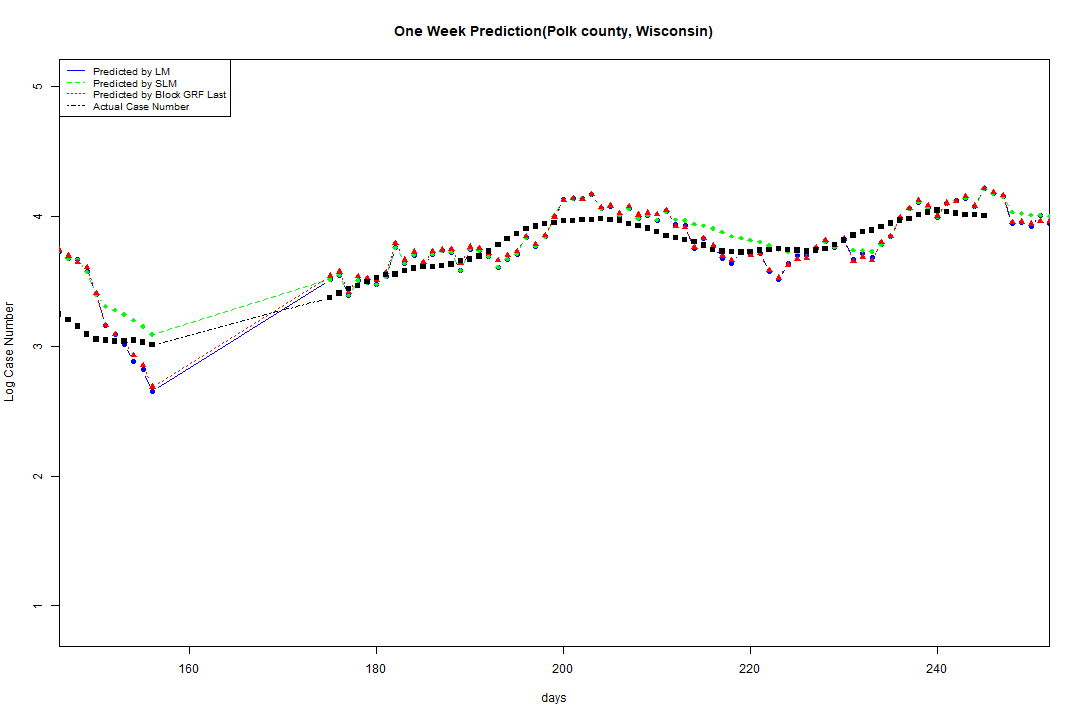 One Week Prediction(Polk county, Wisconsin)
Predicted by LM
Predicted by SLM
Predicted by Block GRF Last
Actual Case Number
5
4
3
2
1
Log Case Number
160 180 200 220 240
days